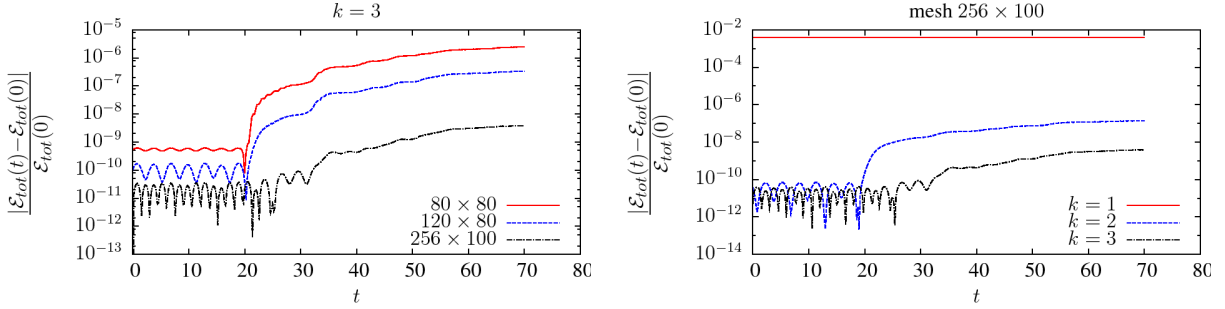 k = 3
|ℰ_tot(t) − ℰ_tot(0)|
ℰ_tot(0)
10^−5
10^−6
10^−7
10^−8
10^−9
10^−10
10^−11
10^−12
10^−13
80 × 80
120 × 80
256 × 100
0 10 20 30 40 50 60 70 80
t
mesh 256 × 100
|ℰ_tot(t) − ℰ_tot(0)|
ℰ_tot(0)
10^−2
10^−4
10^−6
10^−8
10^−10
10^−12
10^−14
k = 1
k = 2
k = 3
0 10 20 30 40 50 60 70 80
t